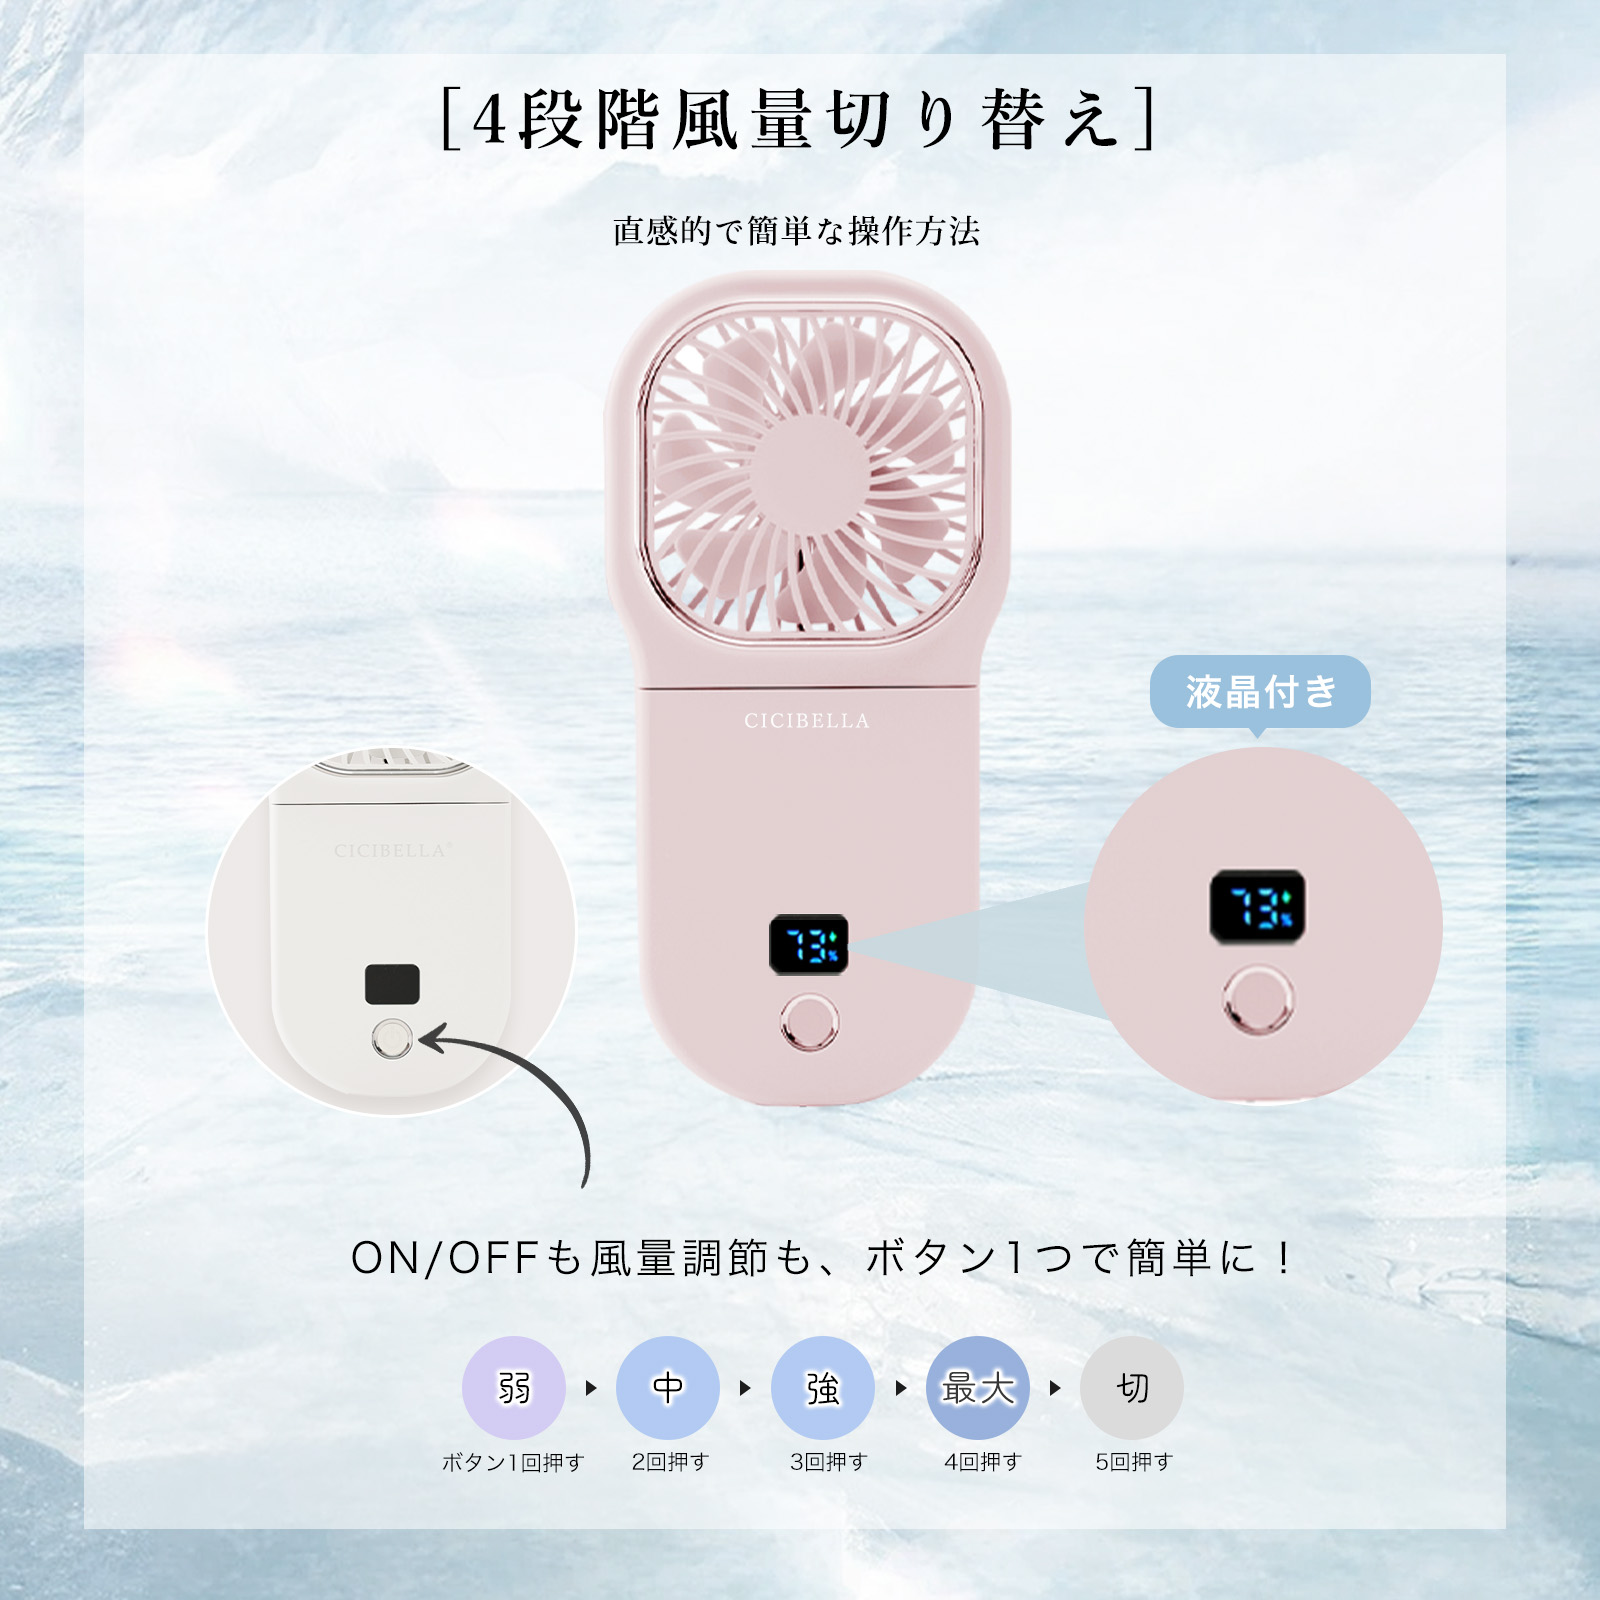 [4段階風量切り替え]
直感的で簡単な操作方法
CICIBELLA
液晶付き
CICIBELLA®
73%
73%
ON/OFFも風量調節も、ボタン1つで簡単に！
弱 中 強 最大 切
ボタン1回押す 2回押す 3回押す 4回押す 5回押す